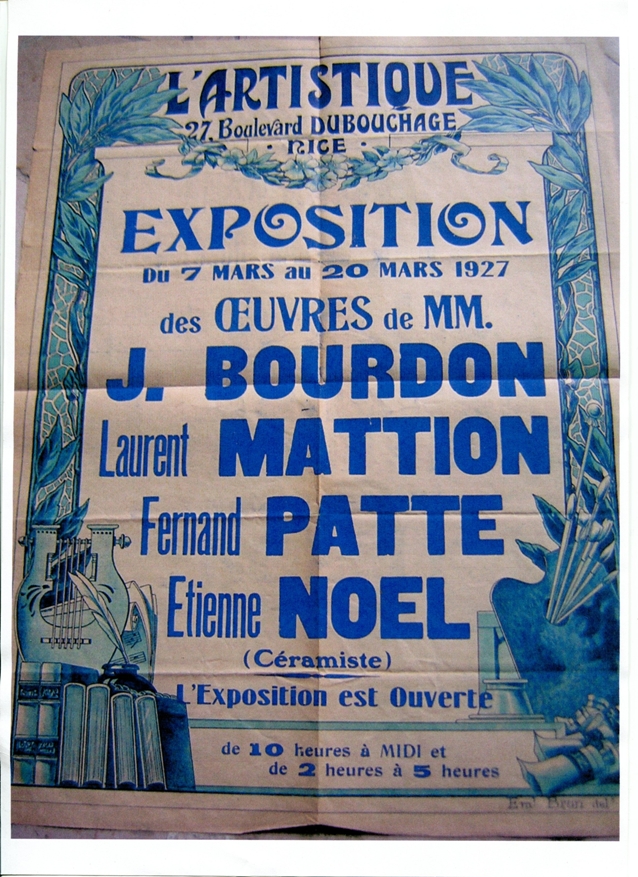 L'ARTISTIQUE
27, Boulevard DUBOUCHAGE
· NICE ·
EXPOSITION
DU 7 MARS au 20 MARS 1927
des ŒUVRES de MM.
J. BOURDON
Laurent MATTION
Fernand PATTE
Etienne NOEL
(Céramiste)
L'Exposition est Ouverte
de 10 heures à MIDI et
de 2 heures à 5 heures